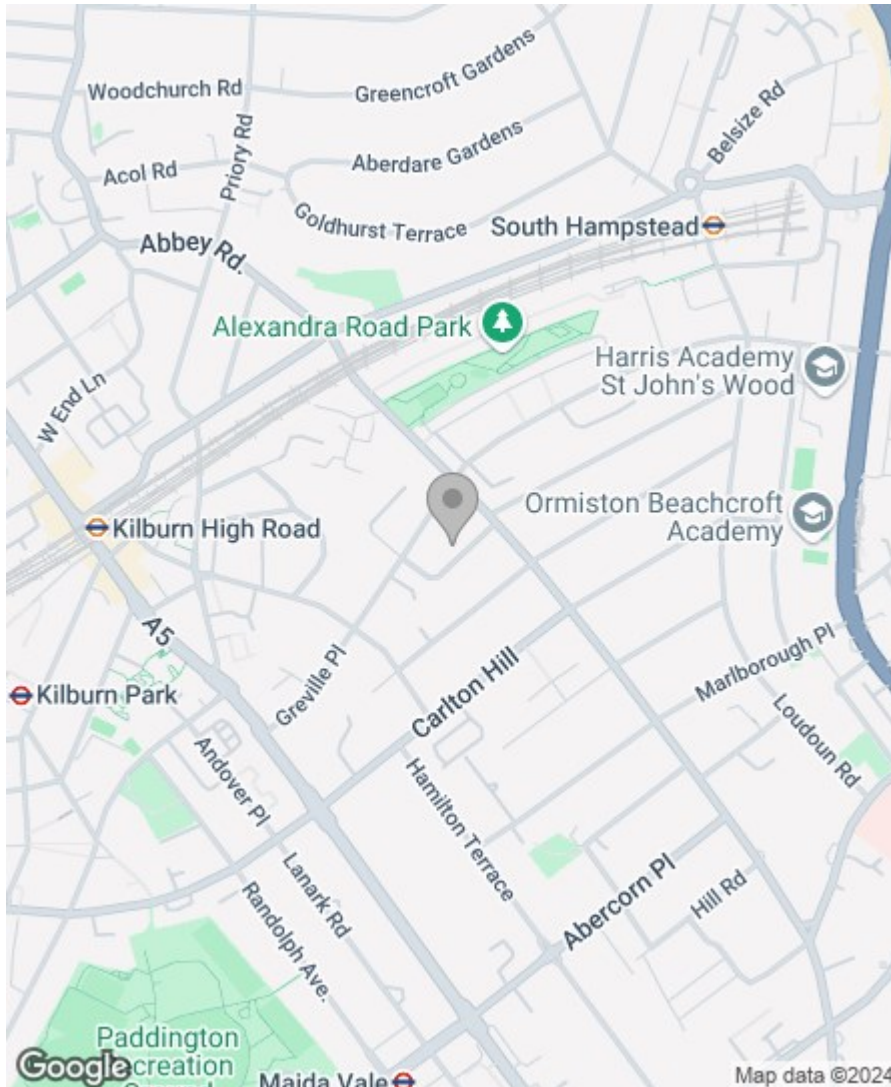 Woodchurch Rd
Greencroft Gardens
Belsize Rd
Priory Rd
Aberdare Gardens
Acol Rd
Goldhurst Terrace
South Hampstead
Abbey Rd.
Alexandra Road Park
Harris Academy
St John's Wood
W End Ln
Ormiston Beachcroft
Academy
Kilburn High Road
A5
Marlborough Pl
Greville Pl
Carlton Hill
Kilburn Park
Loudoun Rd
Andover Pl
Hamilton Terrace
Lanark Rd
Abercorn Pl
Hill Rd
Randolph Ave.
Paddington
Recreation
Google
Maida Vale
Map data ©2024